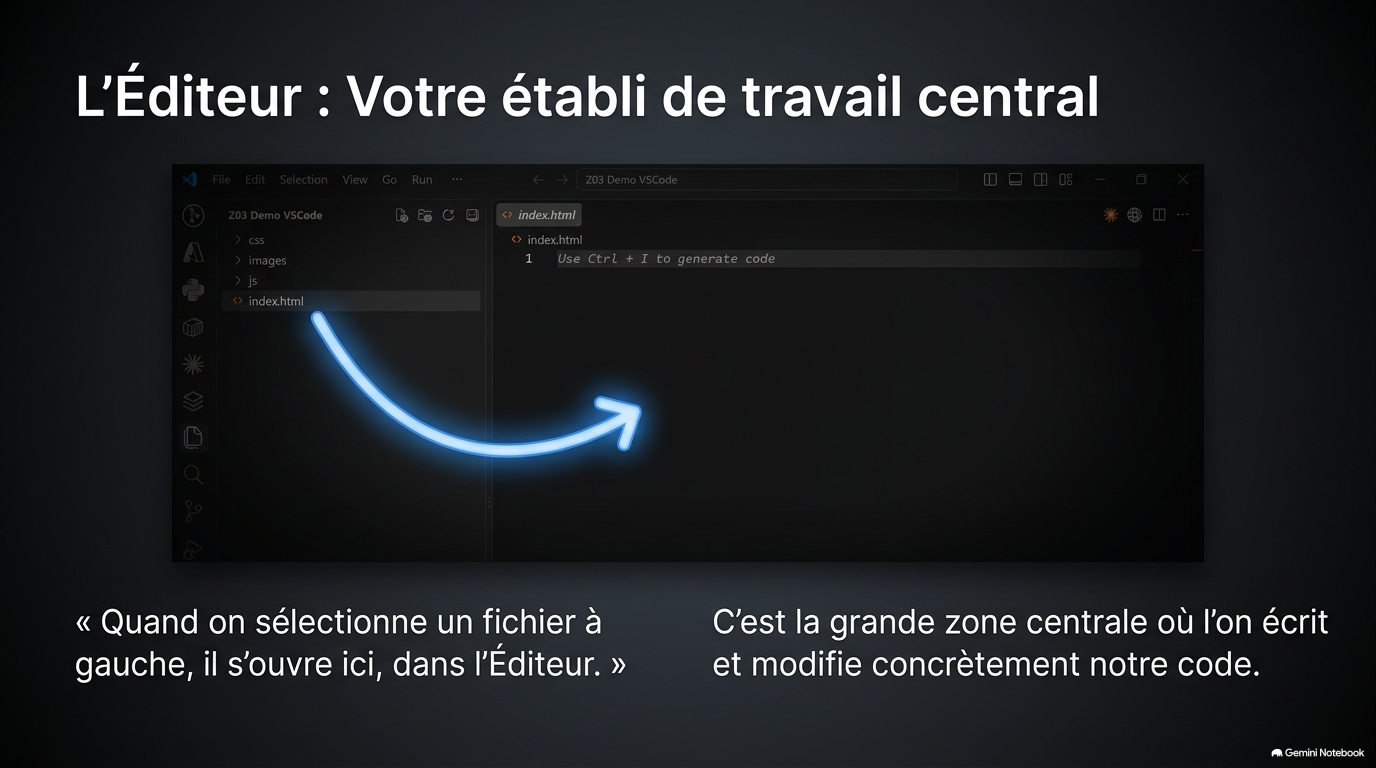 L’Éditeur : Votre établi de travail central
File Edit Selection View Go Run ···
Z03 Demo VSCode
Z03 Demo VSCode
css
images
js
index.html
index.html
index.html
1 Use Ctrl + I to generate code
« Quand on sélectionne un fichier à
gauche, il s’ouvre ici, dans l’Éditeur. »
C’est la grande zone centrale où l’on écrit
et modifie concrètement notre code.
Gemini Notebook